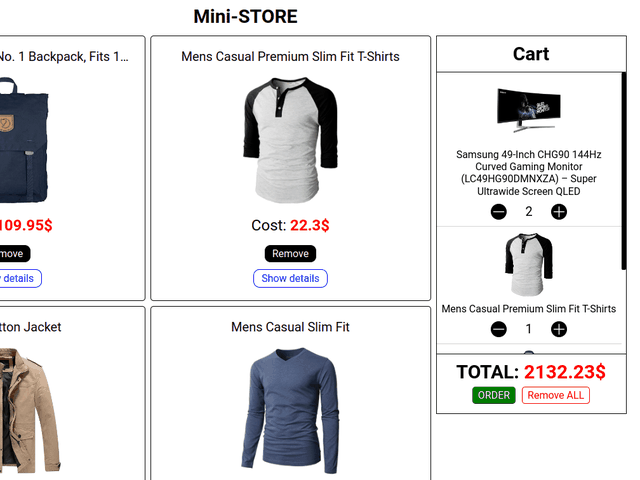 Mini-STORE
No. 1 Backpack, Fits 1...
109.95$
move
details
Mens Casual Premium Slim Fit T-Shirts
Cost: 22.3$
Remove
Show details
tton Jacket
Mens Casual Slim Fit
Cart
Samsung 49-Inch CHG90 144Hz
Curved Gaming Monitor
(LC49HG90DMNXZA) – Super
Ultrawide Screen QLED
2
Mens Casual Premium Slim Fit T-Shirts
1
TOTAL: 2132.23$
ORDER
Remove ALL